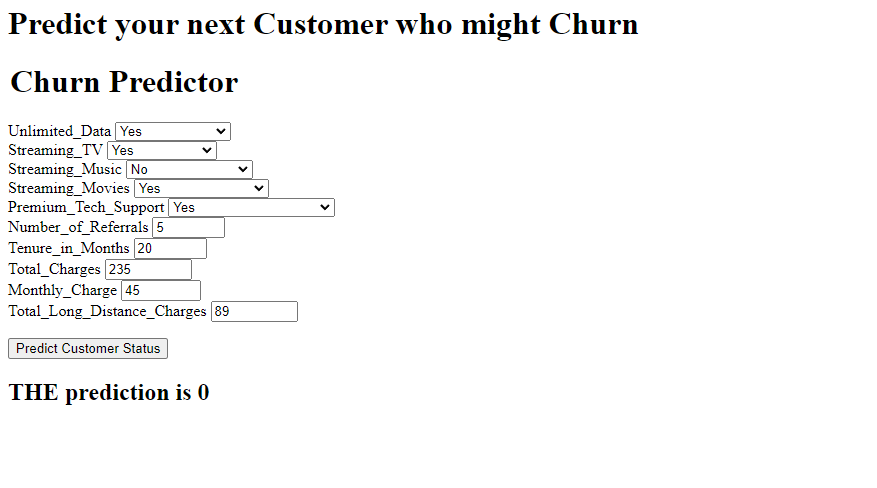 Predict your next Customer who might Churn
Churn Predictor
Unlimited_Data Yes
Streaming_TV Yes
Streaming_Music No
Streaming_Movies Yes
Premium_Tech_Support Yes
Number_of_Referrals 5
Tenure_in_Months 20
Total_Charges 235
Monthly_Charge 45
Total_Long_Distance_Charges 89
Predict Customer Status
THE prediction is 0